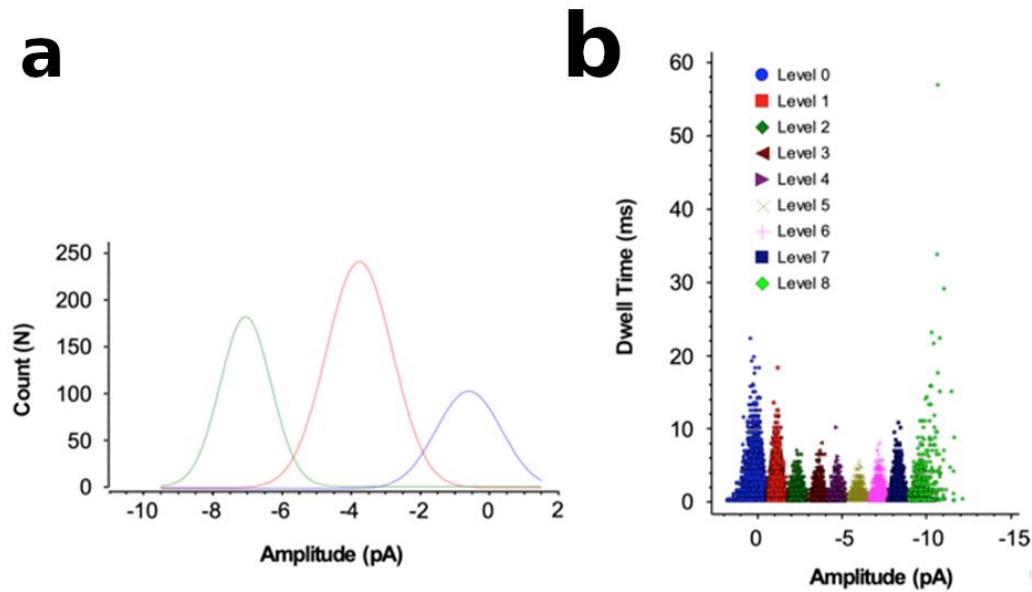 a
250
200
150
100
50
0
Count (N)
-10 -8 -6 -4 -2 0 2
Amplitude (pA)
b
60
50
40
30
20
10
0
Dwell Time (ms)
Level 0
Level 1
Level 2
Level 3
Level 4
Level 5
Level 6
Level 7
Level 8
0 -5 -10 -15
Amplitude (pA)